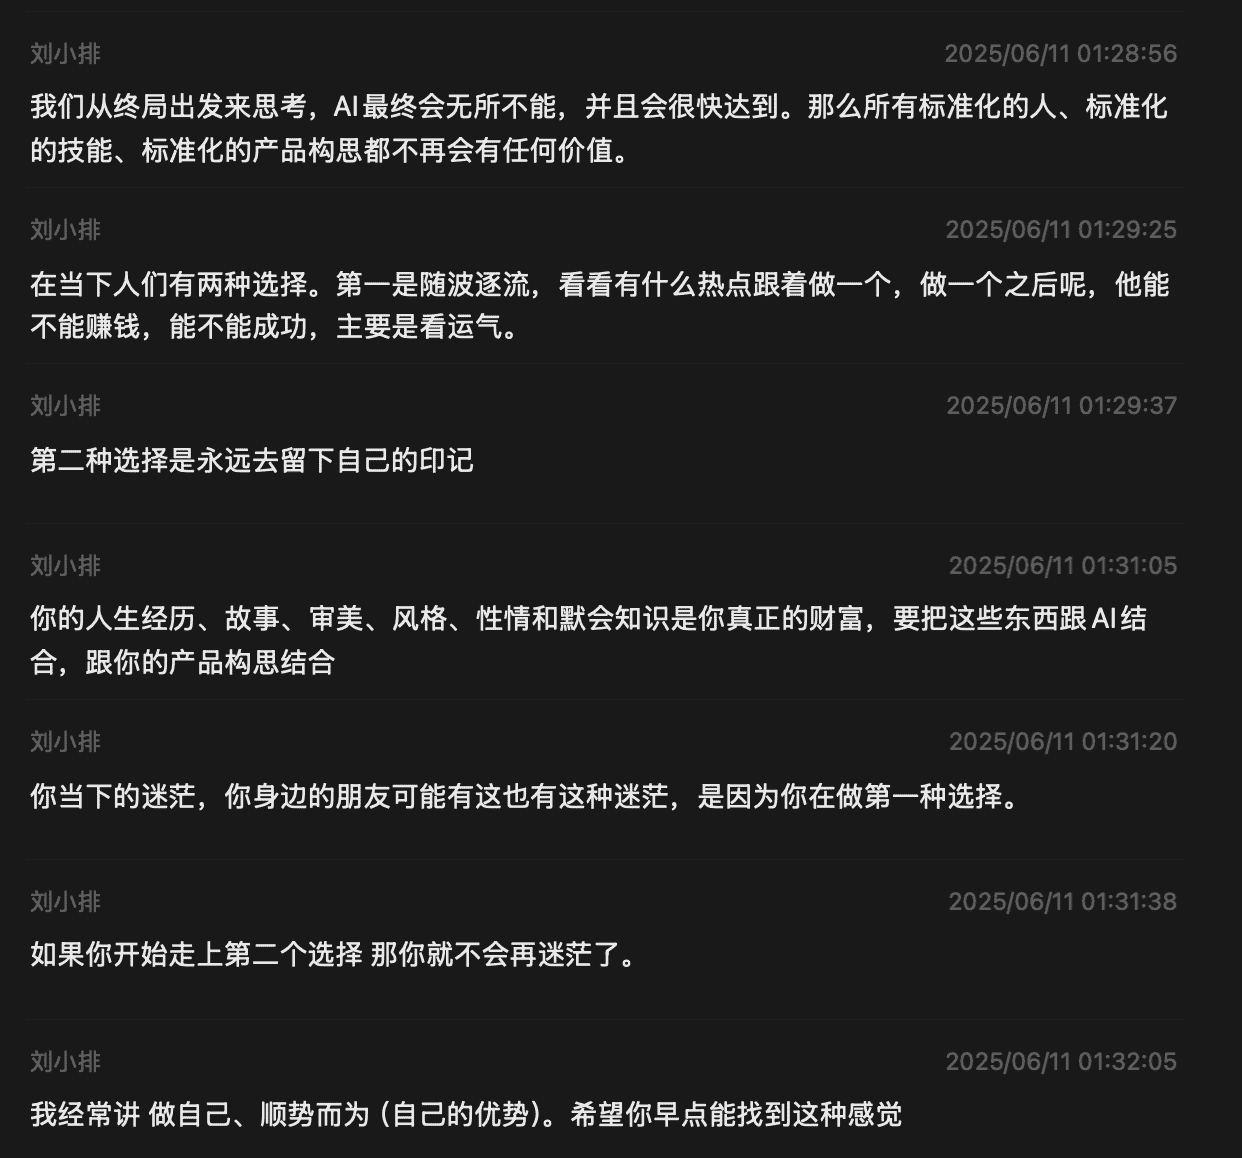 刘小排 2025/06/11 01:28:56
我们从终局出发来思考，AI最终会无所不能，并且会很快达到。那么所有标准化的人、标准化
的技能、标准化的产品构思都不再会有任何价值。
刘小排 2025/06/11 01:29:25
在当下人们有两种选择。第一是随波逐流，看看有什么热点跟着做一个，做一个之后呢，他能
不能赚钱，能不能成功，主要是看运气。
刘小排 2025/06/11 01:29:37
第二种选择是永远去留下自己的印记
刘小排 2025/06/11 01:31:05
你的人生经历、故事、审美、风格、性情和默会知识是你真正的财富，要把这些东西跟AI结
合，跟你的产品构思结合
刘小排 2025/06/11 01:31:20
你当下的迷茫，你身边的朋友可能有这也有这种迷茫，是因为你在做第一种选择。
刘小排 2025/06/11 01:31:38
如果你开始走上第二个选择 那你就不会再迷茫了。
刘小排 2025/06/11 01:32:05
我经常讲 做自己、顺势而为 (自己的优势)。希望你早点能找到这种感觉